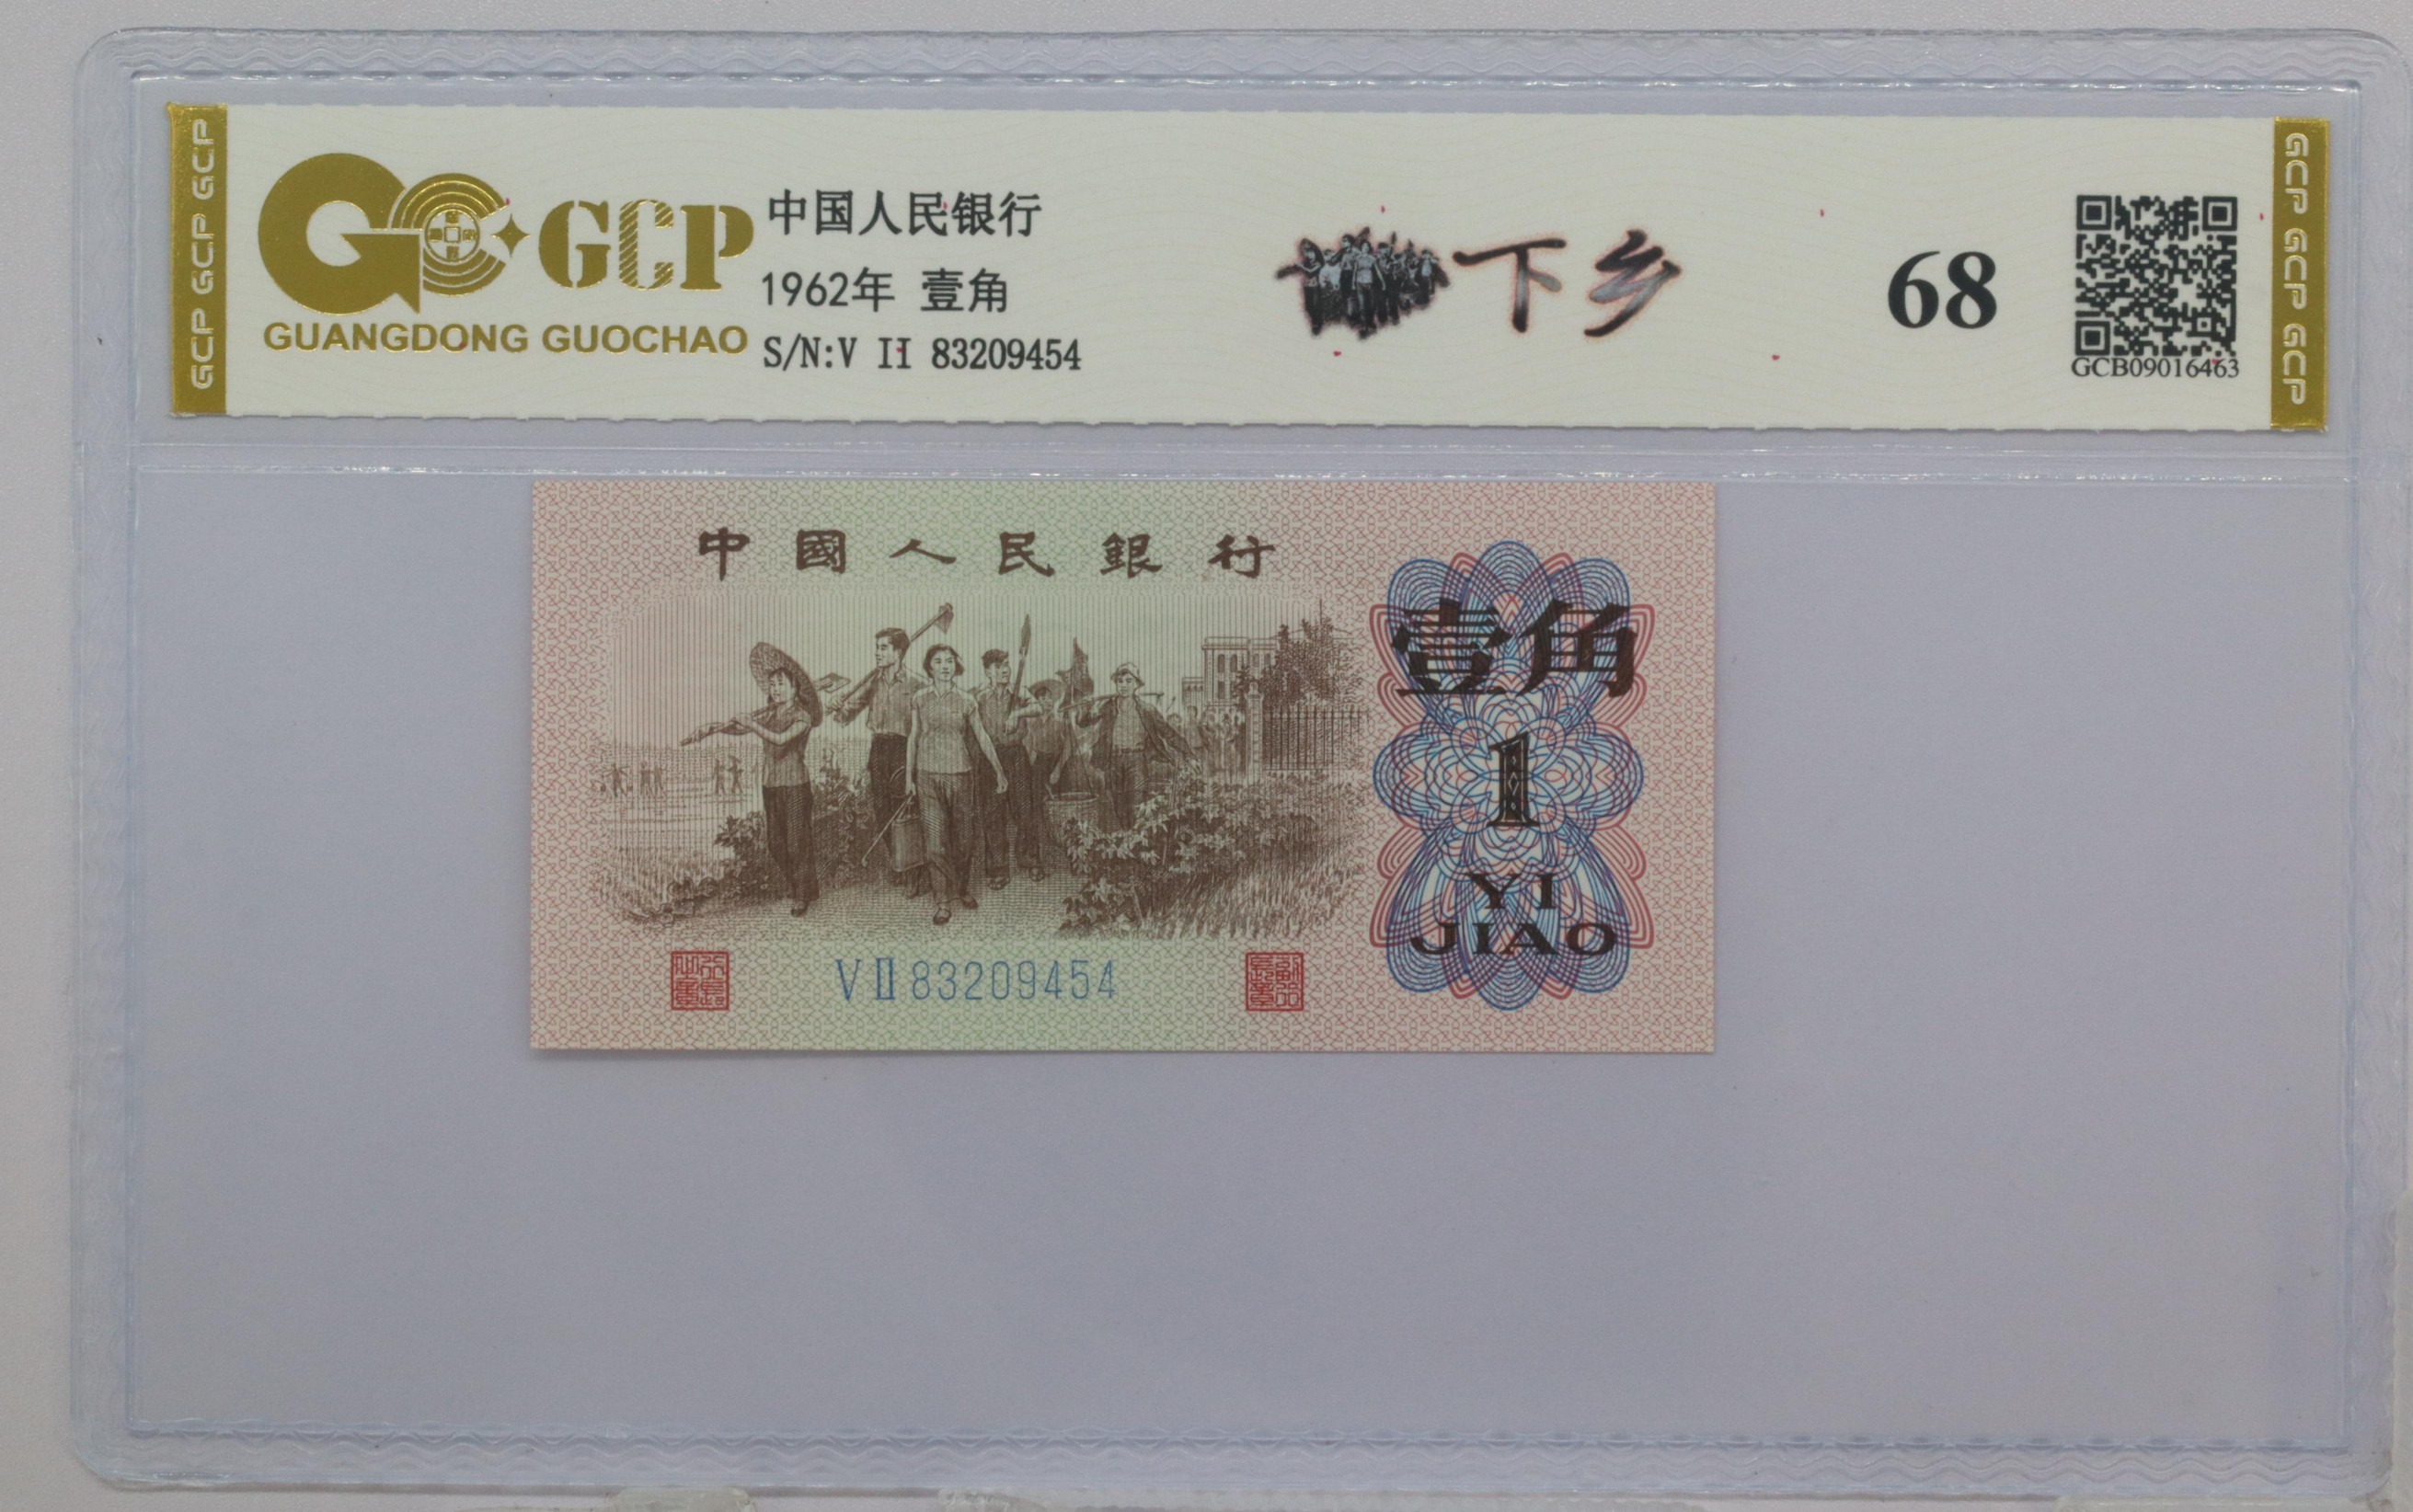 GCP GCP GCP
GCP
GUANGDONG GUOCHAO
中国人民银行
1962年 壹角
S/N:V II 83209454
下乡
68
GCB09016463
GCP GCP GCP
中國人民銀行
壹角
1
YI
JIAO
V II 83209454